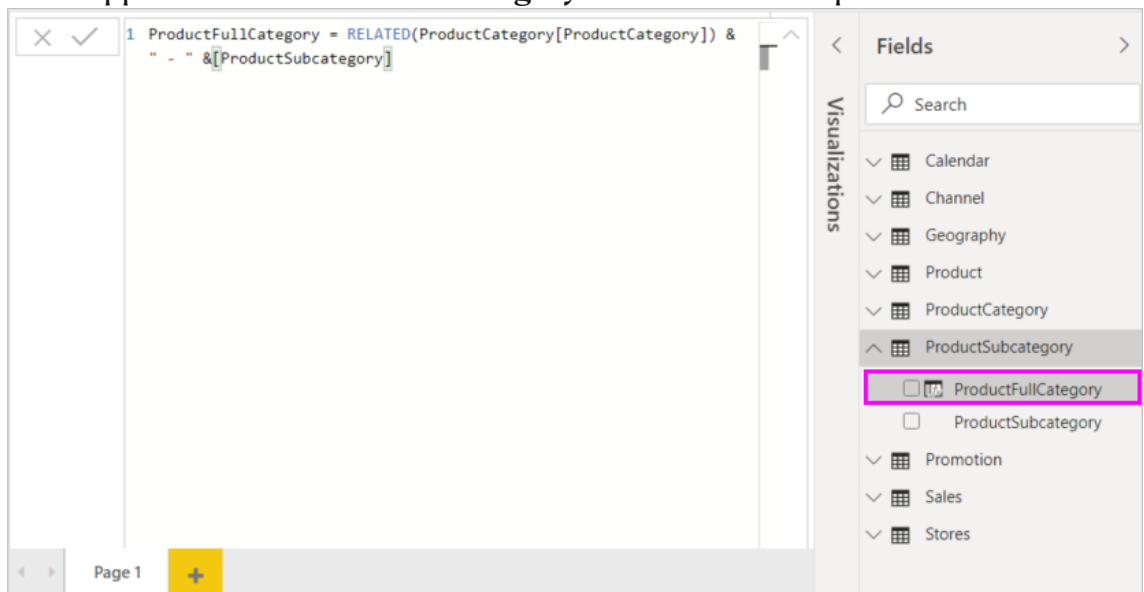 1 ProductFullCategory = RELATED(ProductCategory[ProductCategory]) &
" - " &[ProductSubcategory]
Visualizations
Fields
Search
Calendar
Channel
Geography
Product
ProductCategory
ProductSubcategory
ProductFullCategory
ProductSubcategory
Promotion
Sales
Stores
Page 1